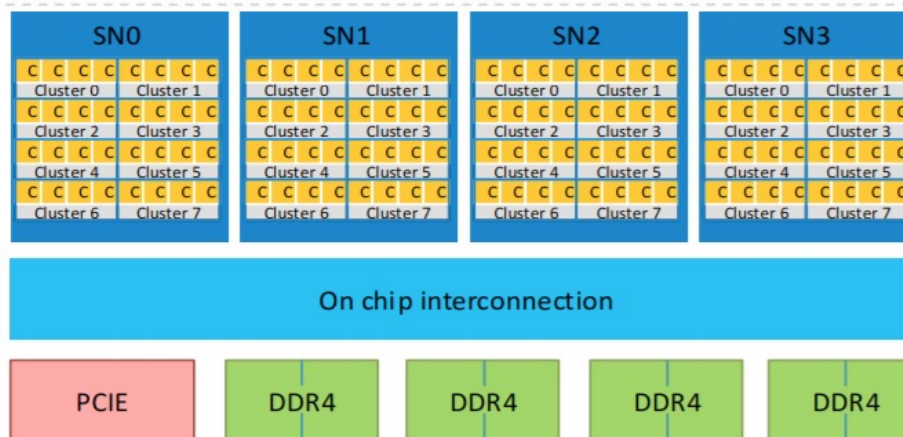 SN0 SN1 SN2 SN3
C C C C C C C C C C C C C C C C C C C C C C C C C C C C C C C C
Cluster 0 Cluster 1 Cluster 0 Cluster 1 Cluster 0 Cluster 1 Cluster 0 Cluster 1
C C C C C C C C C C C C C C C C C C C C C C C C C C C C C C C C
Cluster 2 Cluster 3 Cluster 2 Cluster 3 Cluster 2 Cluster 3 Cluster 2 Cluster 3
C C C C C C C C C C C C C C C C C C C C C C C C C C C C C C C C
Cluster 4 Cluster 5 Cluster 4 Cluster 5 Cluster 4 Cluster 5 Cluster 4 Cluster 5
C C C C C C C C C C C C C C C C C C C C C C C C C C C C C C C C
Cluster 6 Cluster 7 Cluster 6 Cluster 7 Cluster 6 Cluster 7 Cluster 6 Cluster 7
On chip interconnection
PCIE DDR4 DDR4 DDR4 DDR4